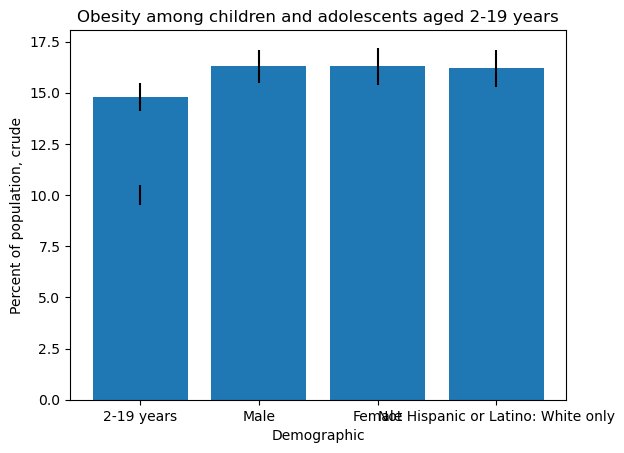 Obesity among children and adolescents aged 2-19 years
17.5
15.0
12.5
10.0
7.5
5.0
2.5
0.0
Percent of population, crude
2-19 years Male Female Not Hispanic or Latino: White only
Demographic